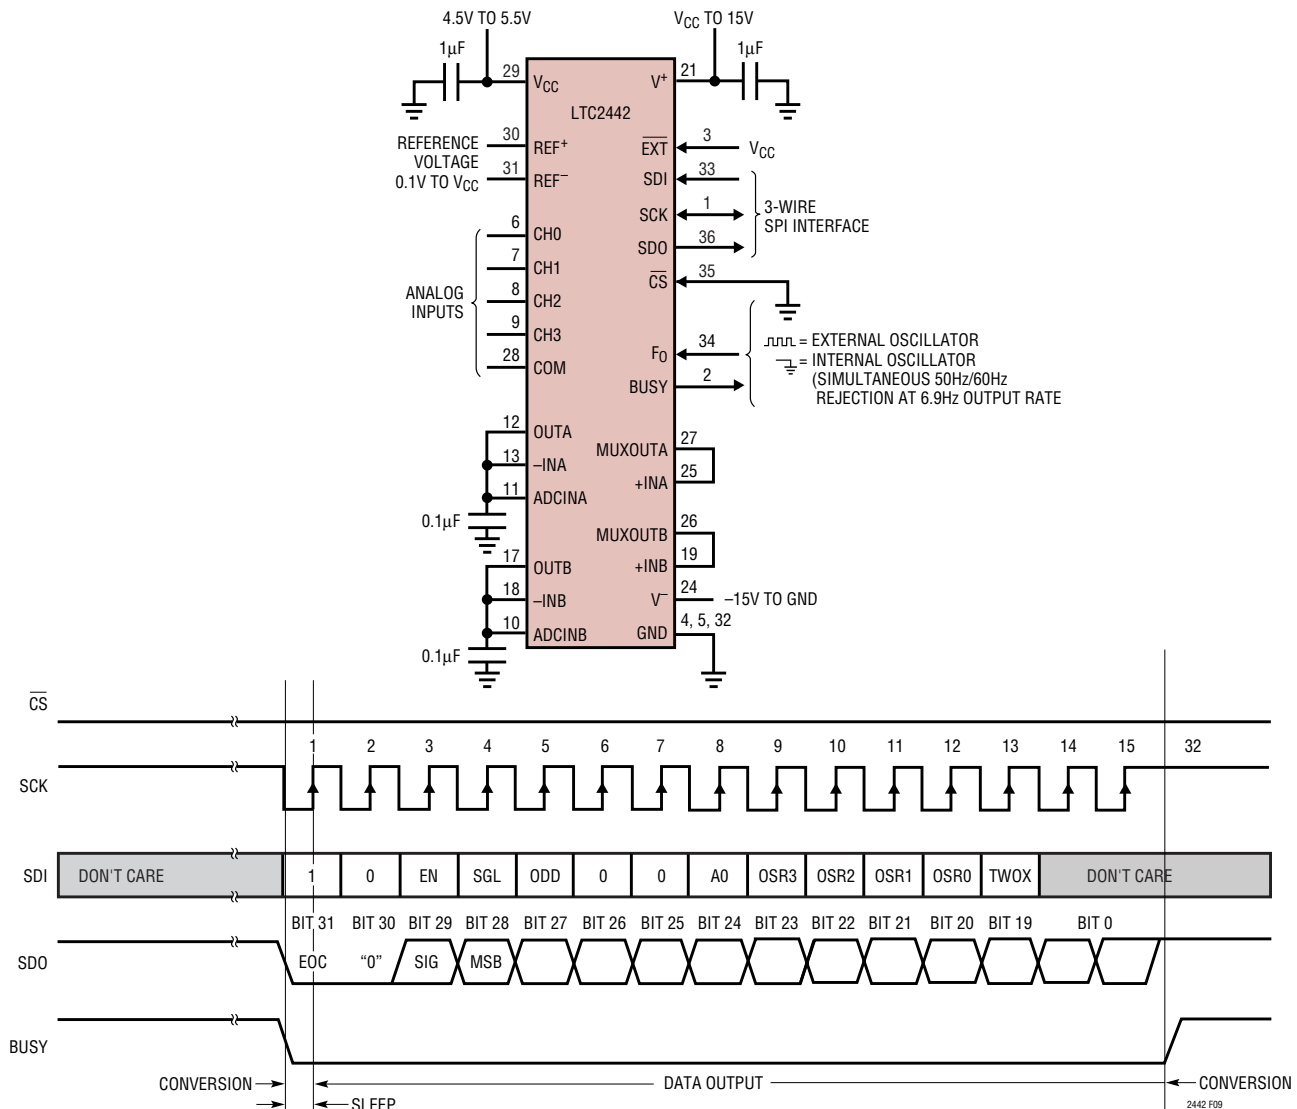 4.5V TO 5.5V
VCC TO 15V
1µF
1µF
29
VCC
V+
21
LTC2442
REFERENCE
VOLTAGE
0.1V TO VCC
30
REF+
31
REF–
EXT
3
VCC
SDI
33
SCK
1
SDO
36
3-WIRE
SPI INTERFACE
CS
35
ANALOG
INPUTS
6
CH0
7
CH1
8
CH2
9
CH3
28
COM
FO
34
BUSY
2
= EXTERNAL OSCILLATOR
= INTERNAL OSCILLATOR
(SIMULTANEOUS 50Hz/60Hz
REJECTION AT 6.9Hz OUTPUT RATE
12
OUTA
13
–INA
11
ADCINA
0.1µF
MUXOUTA
27
+INA
25
MUXOUTB
26
+INB
19
17
OUTB
18
–INB
10
ADCINB
0.1µF
V–
24
–15V TO GND
GND
4, 5, 32
CS
1 2 3 4 5 6 7 8 9 10 11 12 13 14 15 32
SCK
SDI DON'T CARE 1 0 EN SGL ODD 0 0 A0 OSR3 OSR2 OSR1 OSR0 TWOX DON'T CARE
BIT 31 BIT 30 BIT 29 BIT 28 BIT 27 BIT 26 BIT 25 BIT 24 BIT 23 BIT 22 BIT 21 BIT 20 BIT 19 BIT 0
SDO EOC “0” SIG MSB
BUSY
CONVERSION DATA OUTPUT CONVERSION
SLEEP
2442 F09